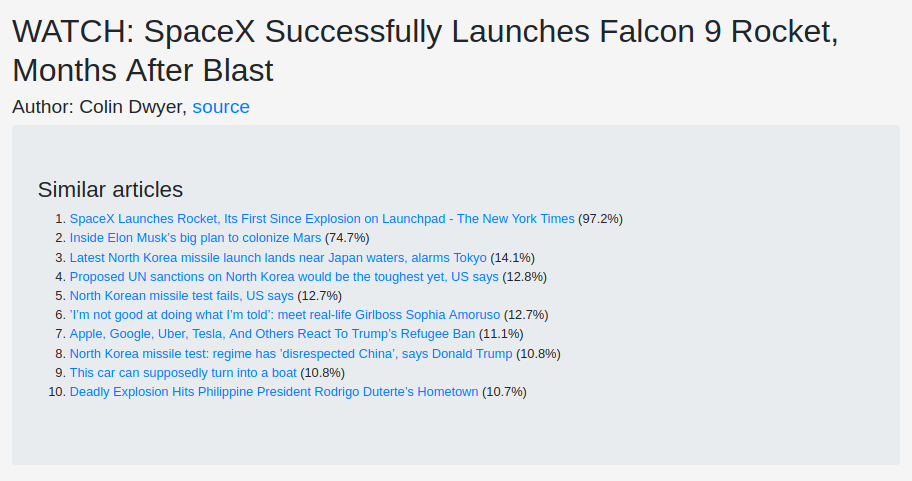 WATCH: SpaceX Successfully Launches Falcon 9 Rocket,
Months After Blast
Author: Colin Dwyer, source
Similar articles
1. SpaceX Launches Rocket, Its First Since Explosion on Launchpad - The New York Times (97.2%)
2. Inside Elon Musk’s big plan to colonize Mars (74.7%)
3. Latest North Korea missile launch lands near Japan waters, alarms Tokyo (14.1%)
4. Proposed UN sanctions on North Korea would be the toughest yet, US says (12.8%)
5. North Korean missile test fails, US says (12.7%)
6. ’I’m not good at doing what I’m told’: meet real-life Girlboss Sophia Amoruso (12.7%)
7. Apple, Google, Uber, Tesla, And Others React To Trump’s Refugee Ban (11.1%)
8. North Korea missile test: regime has ’disrespected China’, says Donald Trump (10.8%)
9. This car can supposedly turn into a boat (10.8%)
10. Deadly Explosion Hits Philippine President Rodrigo Duterte’s Hometown (10.7%)